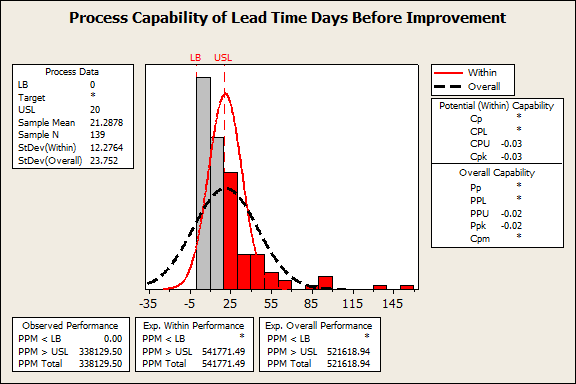 Process Capability of Lead Time Days Before Improvement
LB USL
Process Data
LB 0
Target *
USL 20
Sample Mean 21.2878
Sample N 139
StDev(Within) 12.2764
StDev(Overall) 23.752
Within
Overall
Potential (Within) Capability
Cp *
CPL *
CPU -0.03
Cpk -0.03
Overall Capability
Pp *
PPL *
PPU -0.02
Ppk -0.02
Cpm *
-35 -5 25 55 85 115 145
Observed Performance
PPM < LB 0.00
PPM > USL 338129.50
PPM Total 338129.50
Exp. Within Performance
PPM < LB *
PPM > USL 541771.49
PPM Total 541771.49
Exp. Overall Performance
PPM < LB *
PPM > USL 521618.94
PPM Total 521618.94